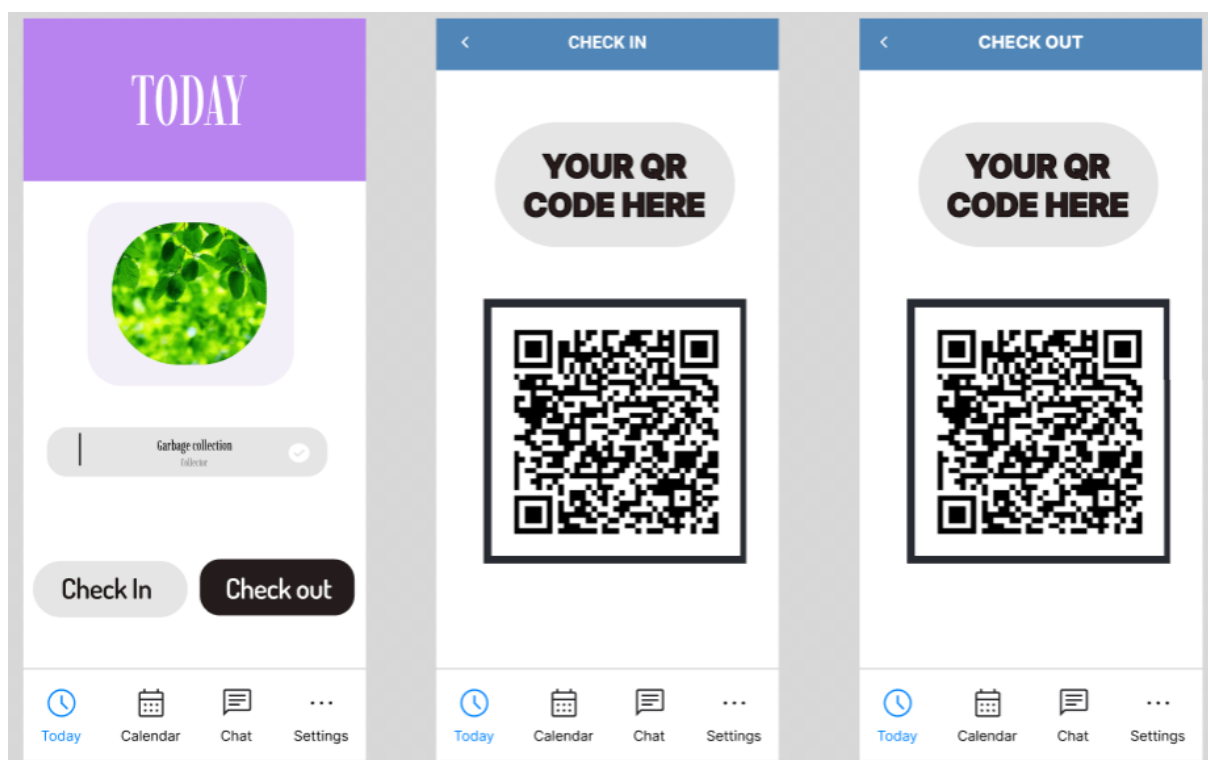 TODAY
Garbage collection
Collector
Check In
Check out
Today
Calendar
Chat
Settings
CHECK IN
YOUR QR
CODE HERE
Today
Calendar
Chat
Settings
CHECK OUT
YOUR QR
CODE HERE
Today
Calendar
Chat
Settings